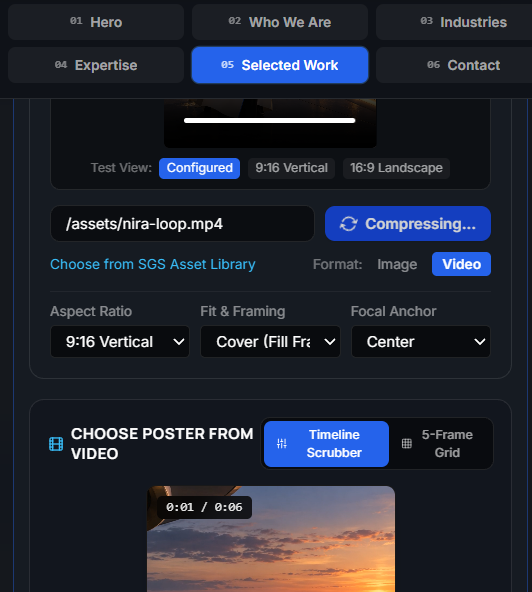 01 Hero
02 Who We Are
03 Industries
04 Expertise
05 Selected Work
06 Contact
Test View: Configured 9:16 Vertical 16:9 Landscape
/assets/nira-loop.mp4
Compressing...
Choose from SGS Asset Library
Format: Image Video
Aspect Ratio Fit & Framing Focal Anchor
9:16 Vertical Cover (Fill Fra Center
CHOOSE POSTER FROM
VIDEO
Timeline
Scrubber
5-Frame
Grid
0:01 / 0:06